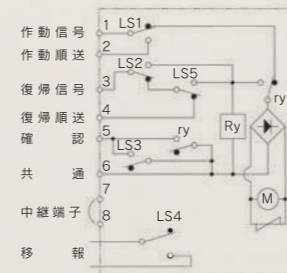 作動信号 1 LS1
作動順送 2
LS2
復帰信号 3 LS5
復帰順送 4
確認 5 ry
LS3
共通 6
7
中継端子
8
LS4
移報
ry
Ry
M